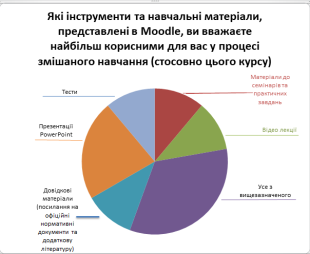 Які інструменти та навчальні матеріали,
представлені в Moodle, ви вважаєте
найбільш корисними для вас у процесі
змішаного навчання (стосовно цього курсу)
Матеріали до
семінарів та
практичних
завдань
Тести
Презентації
PowerPoint
Відео лекції
Довідкові
матеріали
(посилання на
офіційні
нормативні
документи та
додаткову
літературу)
Усе з
вищезазначеного